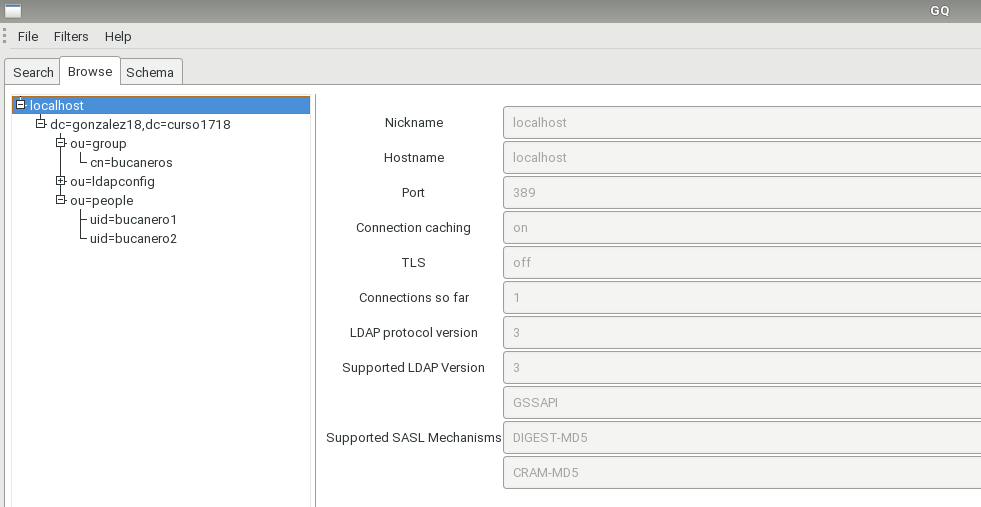 GQ
File Filters Help
Search Browse Schema
localhost
dc=gonzalez18,dc=curso1718
ou=group
cn=bucaneros
ou=ldapconfig
ou=people
uid=bucanero1
uid=bucanero2
Nickname localhost
Hostname localhost
Port 389
Connection caching on
TLS off
Connections so far 1
LDAP protocol version 3
Supported LDAP Version 3
GSSAPI
Supported SASL Mechanisms DIGEST-MD5
CRAM-MD5